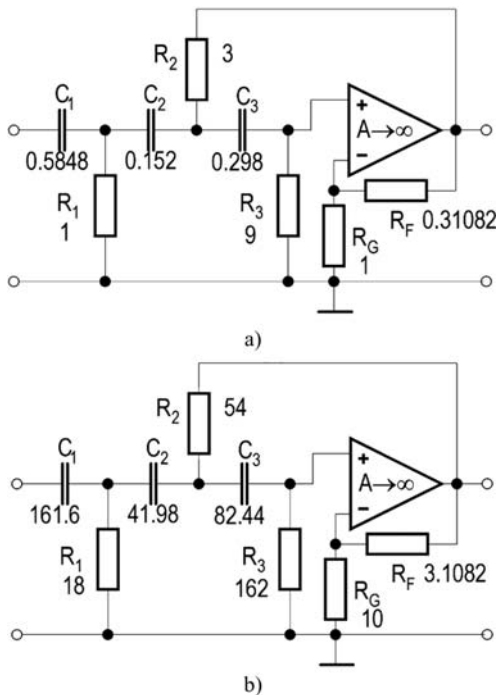 R2 3
C1 C2 C3
0.5848 0.152 0.298
+
A→∞
−
R1
1
R3
9
RF 0.31082
RG
1
a)
R2 54
C1 C2 C3
161.6 41.98 82.44
+
A→∞
−
R1
18
R3
162
RF 3.1082
RG
10
b)